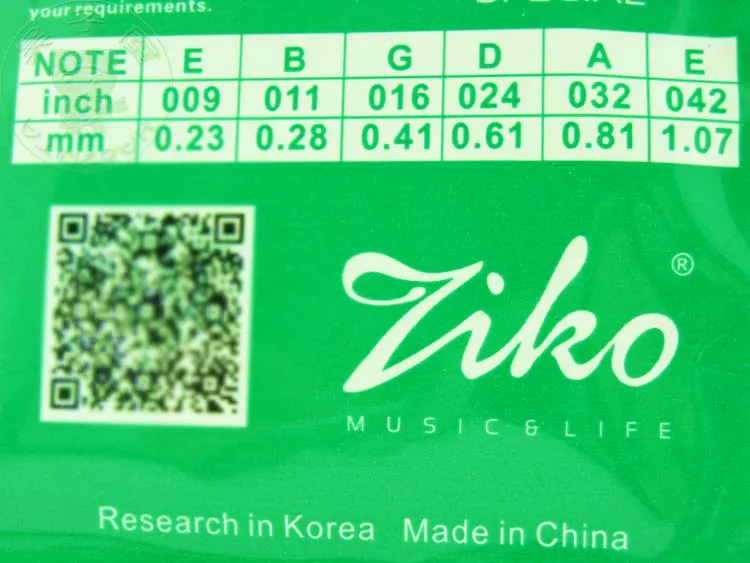 your requirements.
SPECIAL
NOTE E B G D A E
inch 009 011 016 024 032 042
mm 0.23 0.28 0.41 0.61 0.81 1.07
Ziko ®
MUSIC & LIFE
Research in Korea Made in China